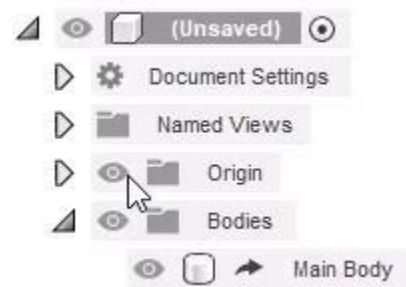 (Unsaved)
Document Settings
Named Views
Origin
Bodies
Main Body